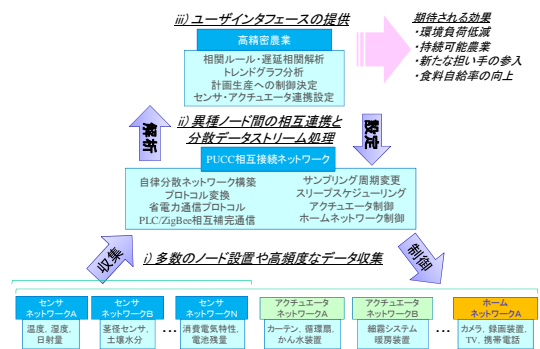 iii) ユーザインタフェースの提供
高精密農業
相関ルール・遅延相関解析
トレンドグラフ分析
計画生産への制御決定
センサ・アクチュエータ連携設定
期待される効果
・環境負荷低減
・持続可能農業
・新たな担い手の参入
・食料自給率の向上
解析
ii) 異種ノード間の相互連携と
分散データストリーム処理
設定
PUCC相互接続ネットワーク
自律分散ネットワーク構築
プロトコル変換
省電力通信プロトコル
PLC/ZigBee相互補完通信
サンプリング周期変更
スリープスケジューリング
アクチュエータ制御
ホームネットワーク制御
収集
i) 多数のノード設置や高頻度なデータ収集
制御
センサ
ネットワークA
温度, 湿度,
日射量
センサ
ネットワークB
茎径センサ,
土壌水分
…
センサ
ネットワークN
消費電気特性,
電池残量
アクチュエータ
ネットワークA
カーテン, 循環扇,
かん水装置
アクチュエータ
ネットワークB
細霧システム
暖房装置
…
ホーム
ネットワークA
カメラ, 録画装置,
TV, 携帯電話